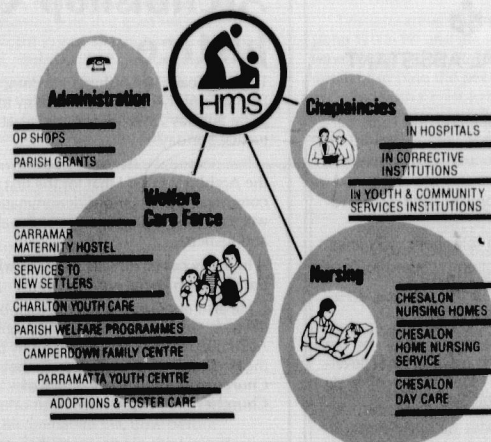 HMS
Administration
OP SHOPS
PARISH GRANTS
Chaplaincies
IN HOSPITALS
IN CORRECTIVE
INSTITUTIONS
IN YOUTH & COMMUNITY
SERVICES INSTITUTIONS
Welfare
Care Force
CARRAMAR
MATERNITY HOSTEL
SERVICES TO
NEW SETTLERS
CHARLTON YOUTH CARE
PARISH WELFARE PROGRAMMES
CAMPERDOWN FAMILY CENTRE
PARRAMATTA YOUTH CENTRE
ADOPTIONS & FOSTER CARE
Nursing
CHESALON
NURSING HOMES
CHESALON
HOME NURSING
SERVICE
CHESALON
DAY CARE